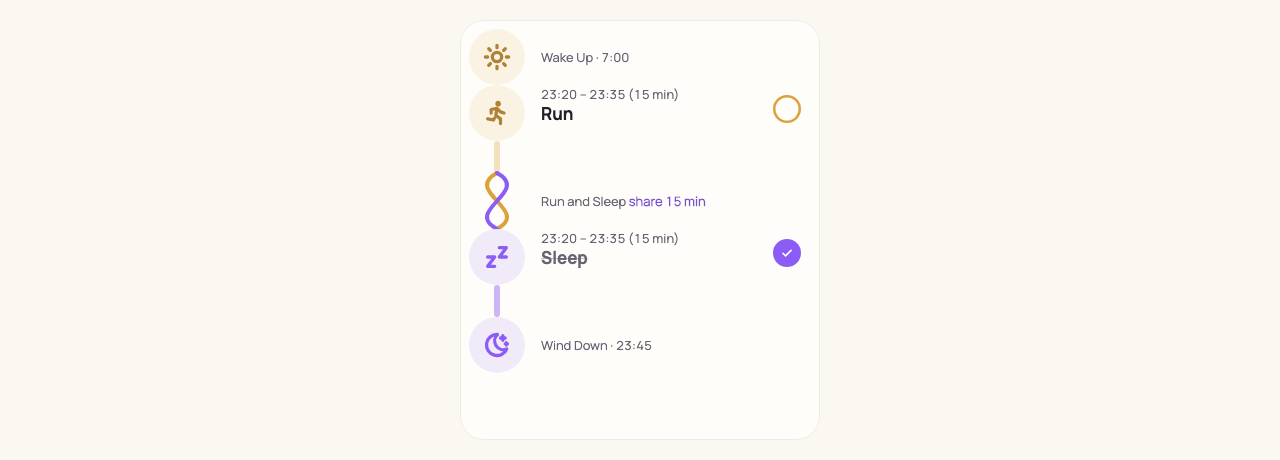 Wake Up · 7:00
23:20 – 23:35 (15 min)
Run
Run and Sleep share 15 min
23:20 – 23:35 (15 min)
Sleep
Wind Down · 23:45